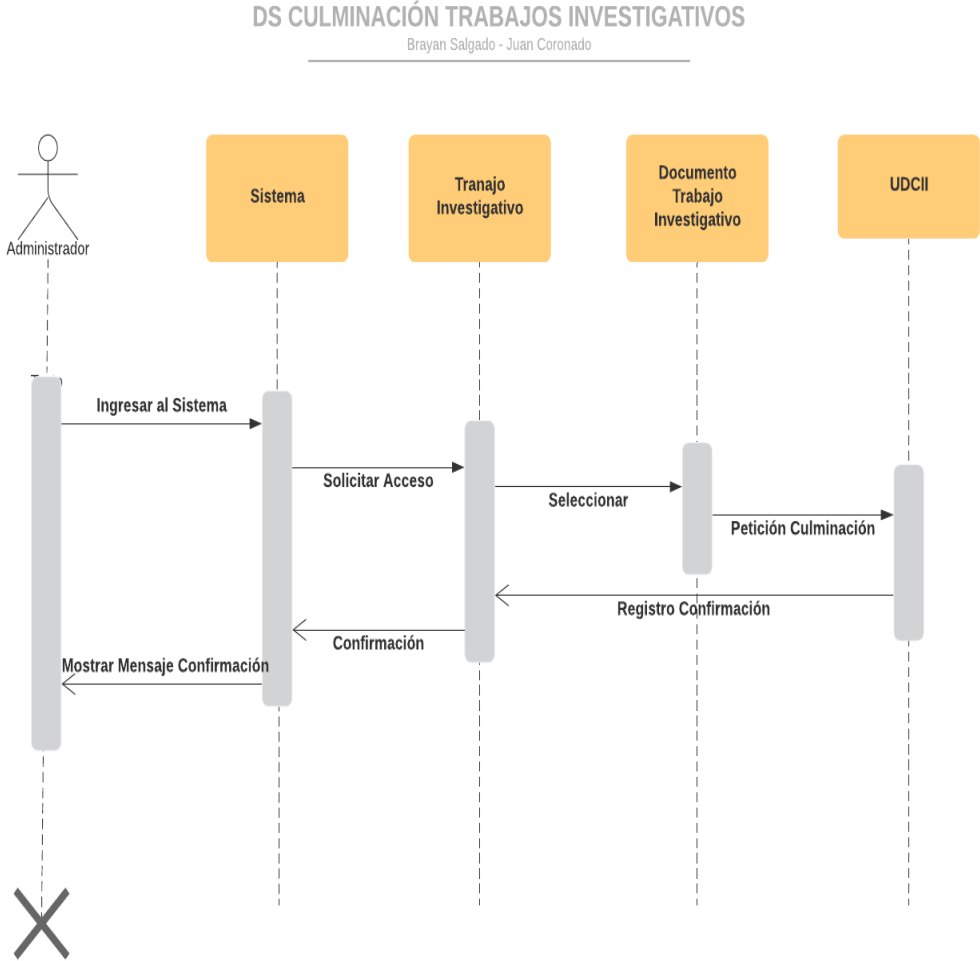 DS CULMINACIÓN TRABAJOS INVESTIGATIVOS
Brayan Salgado - Juan Coronado
Administrador
Sistema
Tranajo
Investigativo
Documento
Trabajo
Investigativo
UDCII
Ingresar al Sistema
Solicitar Acceso
Seleccionar
Petición Culminación
Registro Confirmación
Confirmación
Mostrar Mensaje Confirmación